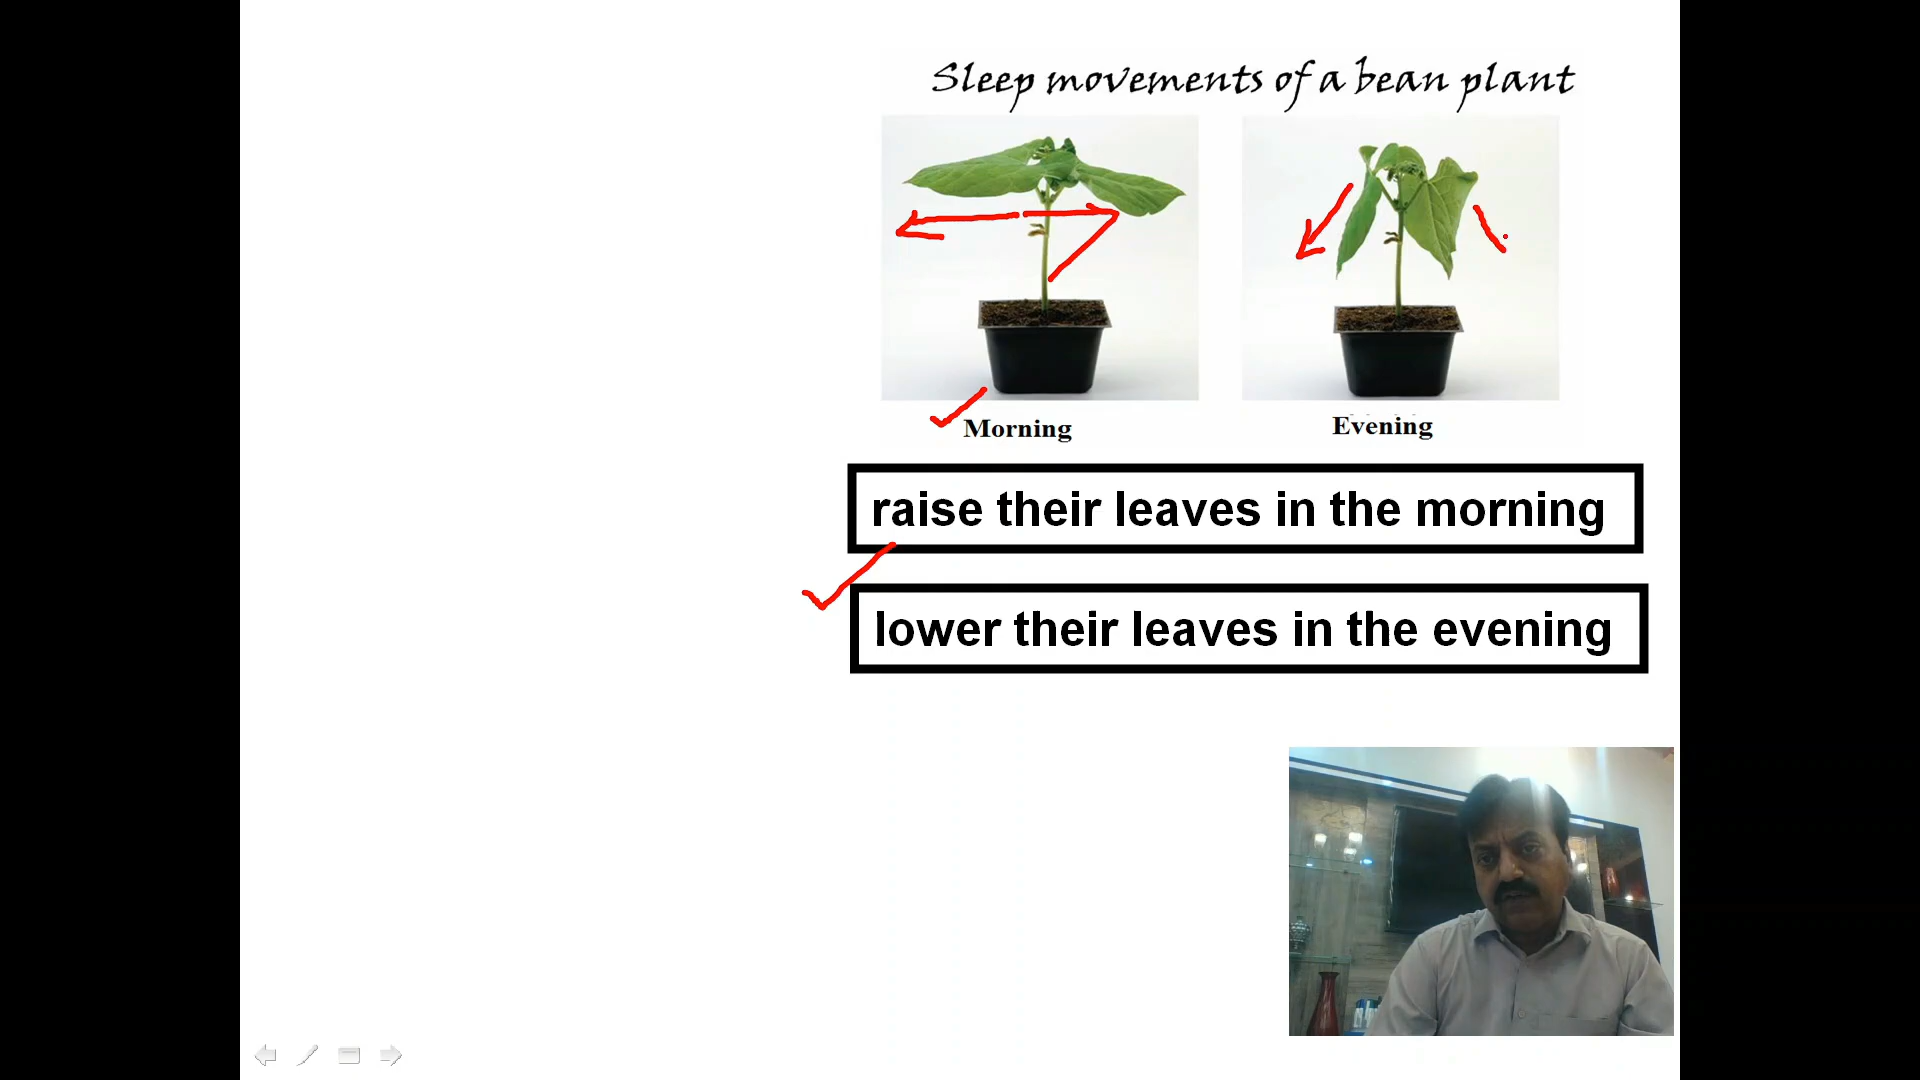 Sleep movements of a bean plant
Morning
Evening
raise their leaves in the morning
lower their leaves in the evening